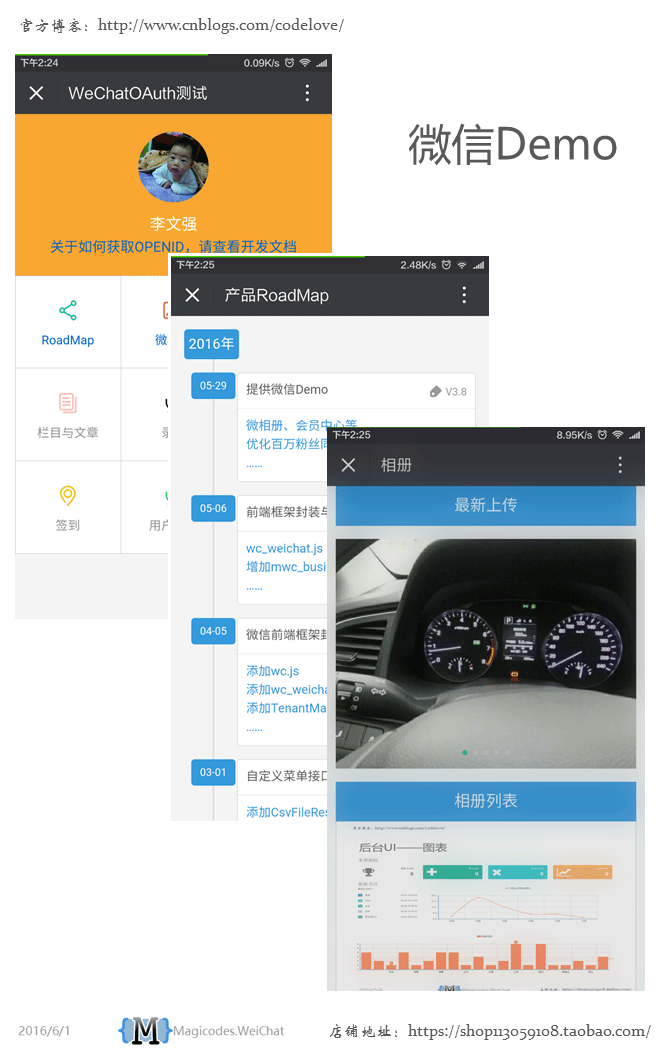 官方博客：http://www.cnblogs.com/codelove/
微信Demo
下午2:24
0.09K/s
WeChatOAuth测试
李文强
关于如何获取OPENID，请查看开发文档
RoadMap
微
栏目与文章
签到
用户
下午2:25
2.48K/s
产品RoadMap
2016年
05-29
提供微信Demo
V3.8
微相册、会员中心等
优化百万粉丝同
......
05-06
前端框架封装与
wc_weichat.js
增加mwc_busi
......
04-05
微信前端框架封
添加wc.js
添加wc_weicha
添加TenantMa
......
03-01
自定义菜单接口
添加CsvFileRes
下午2:25
8.95K/s
相册
最新上传
相册列表
官方博客：http://www.cnblogs.com/codelove/
后台UI——图表
2016/6/1
M
Magicodes.WeiChat
店铺地址：https://shop113059108.taobao.com/